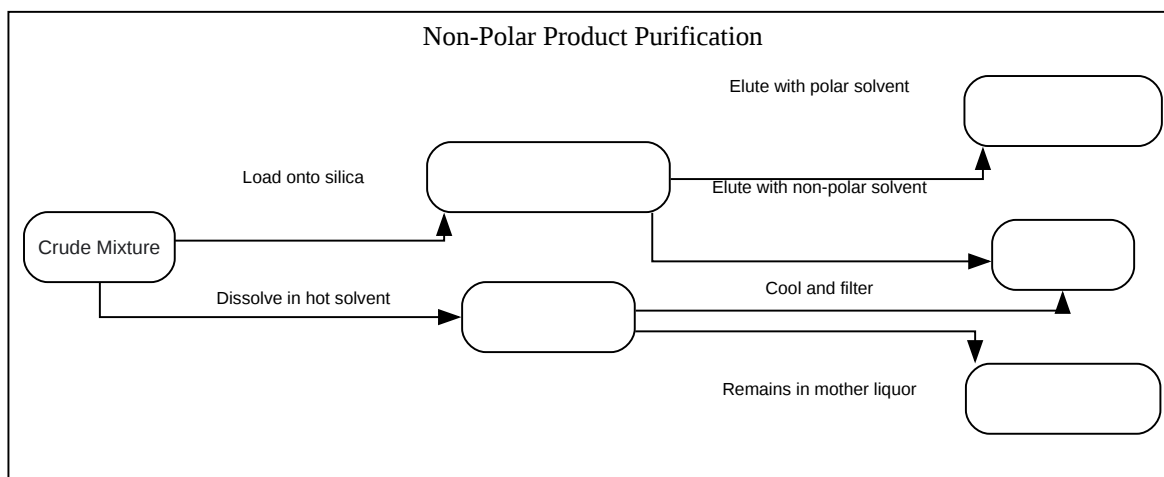 Non-Polar Product Purification
Elute with polar solvent
Load onto silica
Elute with non-polar solvent
Crude Mixture
Cool and filter
Dissolve in hot solvent
Remains in mother liquor